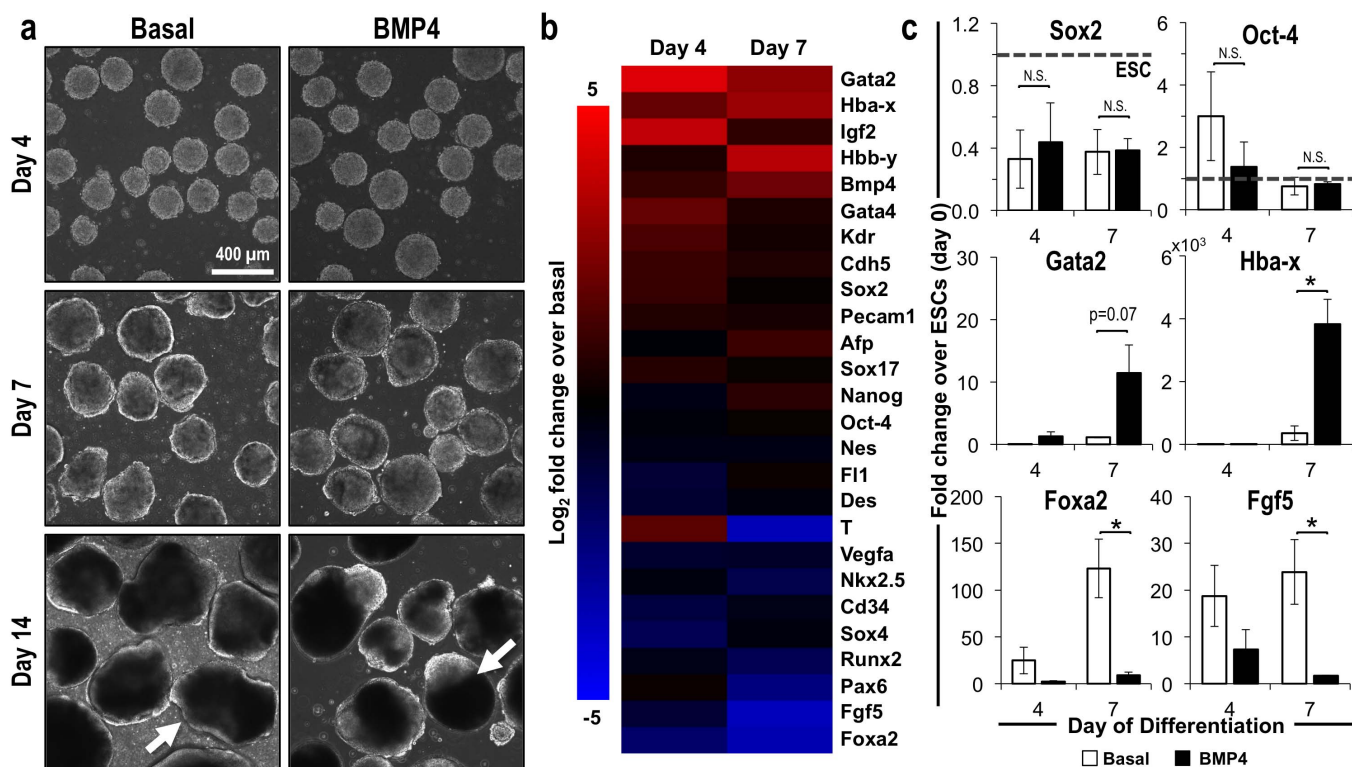 a
Basal
BMP4
Day 4
400 µm
Day 7
Day 14
b
Day 4
Day 7
5
-5
Log2 fold change over basal
Gata2
Hba-x
Igf2
Hbb-y
Bmp4
Gata4
Kdr
Cdh5
Sox2
Pecam1
Afp
Sox17
Nanog
Oct-4
Nes
Fl1
Des
T
Vegfa
Nkx2.5
Cd34
Sox4
Runx2
Pax6
Fgf5
Foxa2
c
Fold change over ESCs (day 0)
Sox2
1.2
0.9
0.6
0.4
0.0
ESC
N.S.
N.S.
4
7
Oct-4
6
4
2
0
N.S.
N.S.
4
7
Gata2
30
20
10
0
p=0.07
4
7
Hba-x
x10³
6
4
2
0
*
4
7
Foxa2
200
150
100
50
0
*
4
7
Fgf5
40
30
20
10
0
*
4
7
Day of Differentiation
Basal
BMP4